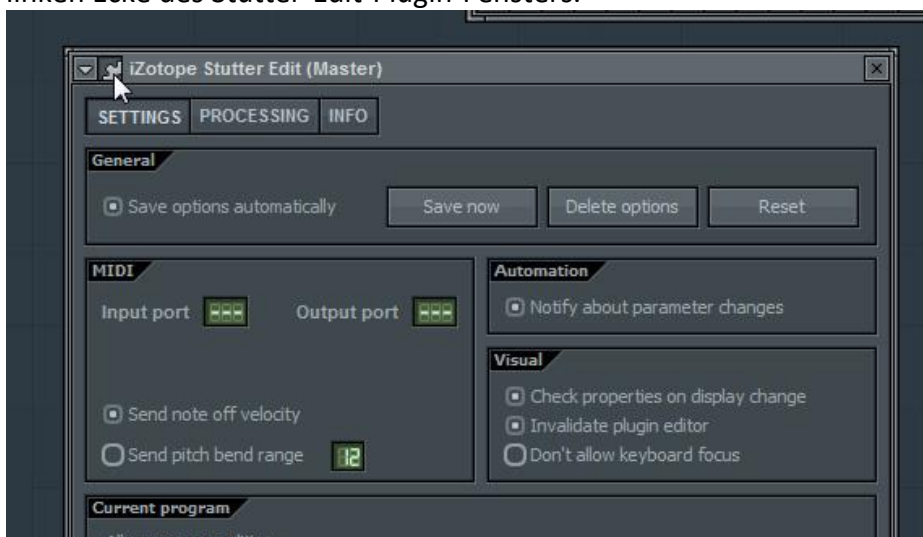 linken Ecke des Stutter-Edit-Plugin-Fensters.
iZotope Stutter Edit (Master)
SETTINGS PROCESSING INFO
General
Save options automatically Save now Delete options Reset
MIDI
Input port --- Output port ---
Send note off velocity
Send pitch bend range 12
Automation
Notify about parameter changes
Visual
Check properties on display change
Invalidate plugin editor
Don't allow keyboard focus
Current program